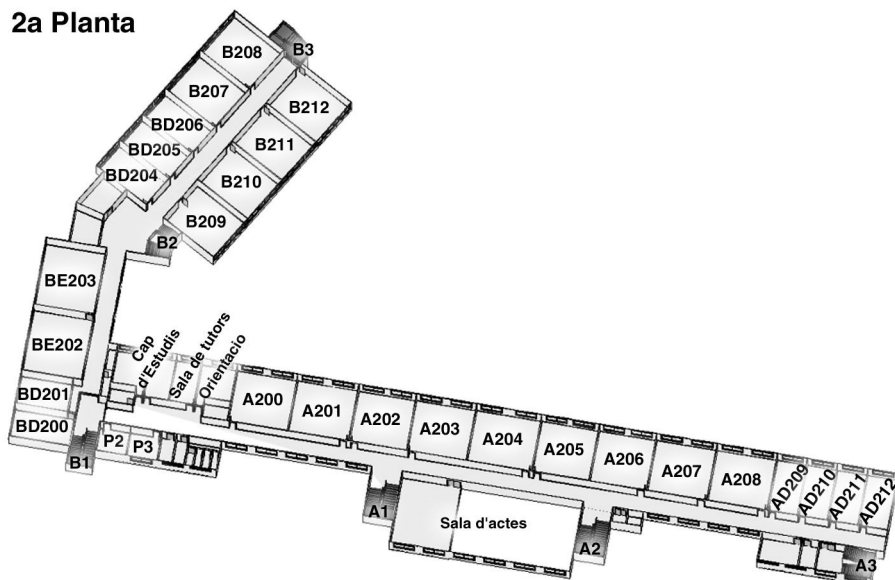 2a Planta
B208
B3
B207
B212
BD206
BD205
B211
BD204
B210
B209
B2
BE203
BE202
BD201
BD200
B1
P2
P3
Cap
d'Estudis
Sala de tutors
Orientacio
A200
A201
A202
A203
A204
A205
A206
A207
A208
AD209
AD210
AD211
AD212
A1
Sala d'actes
A2
A3